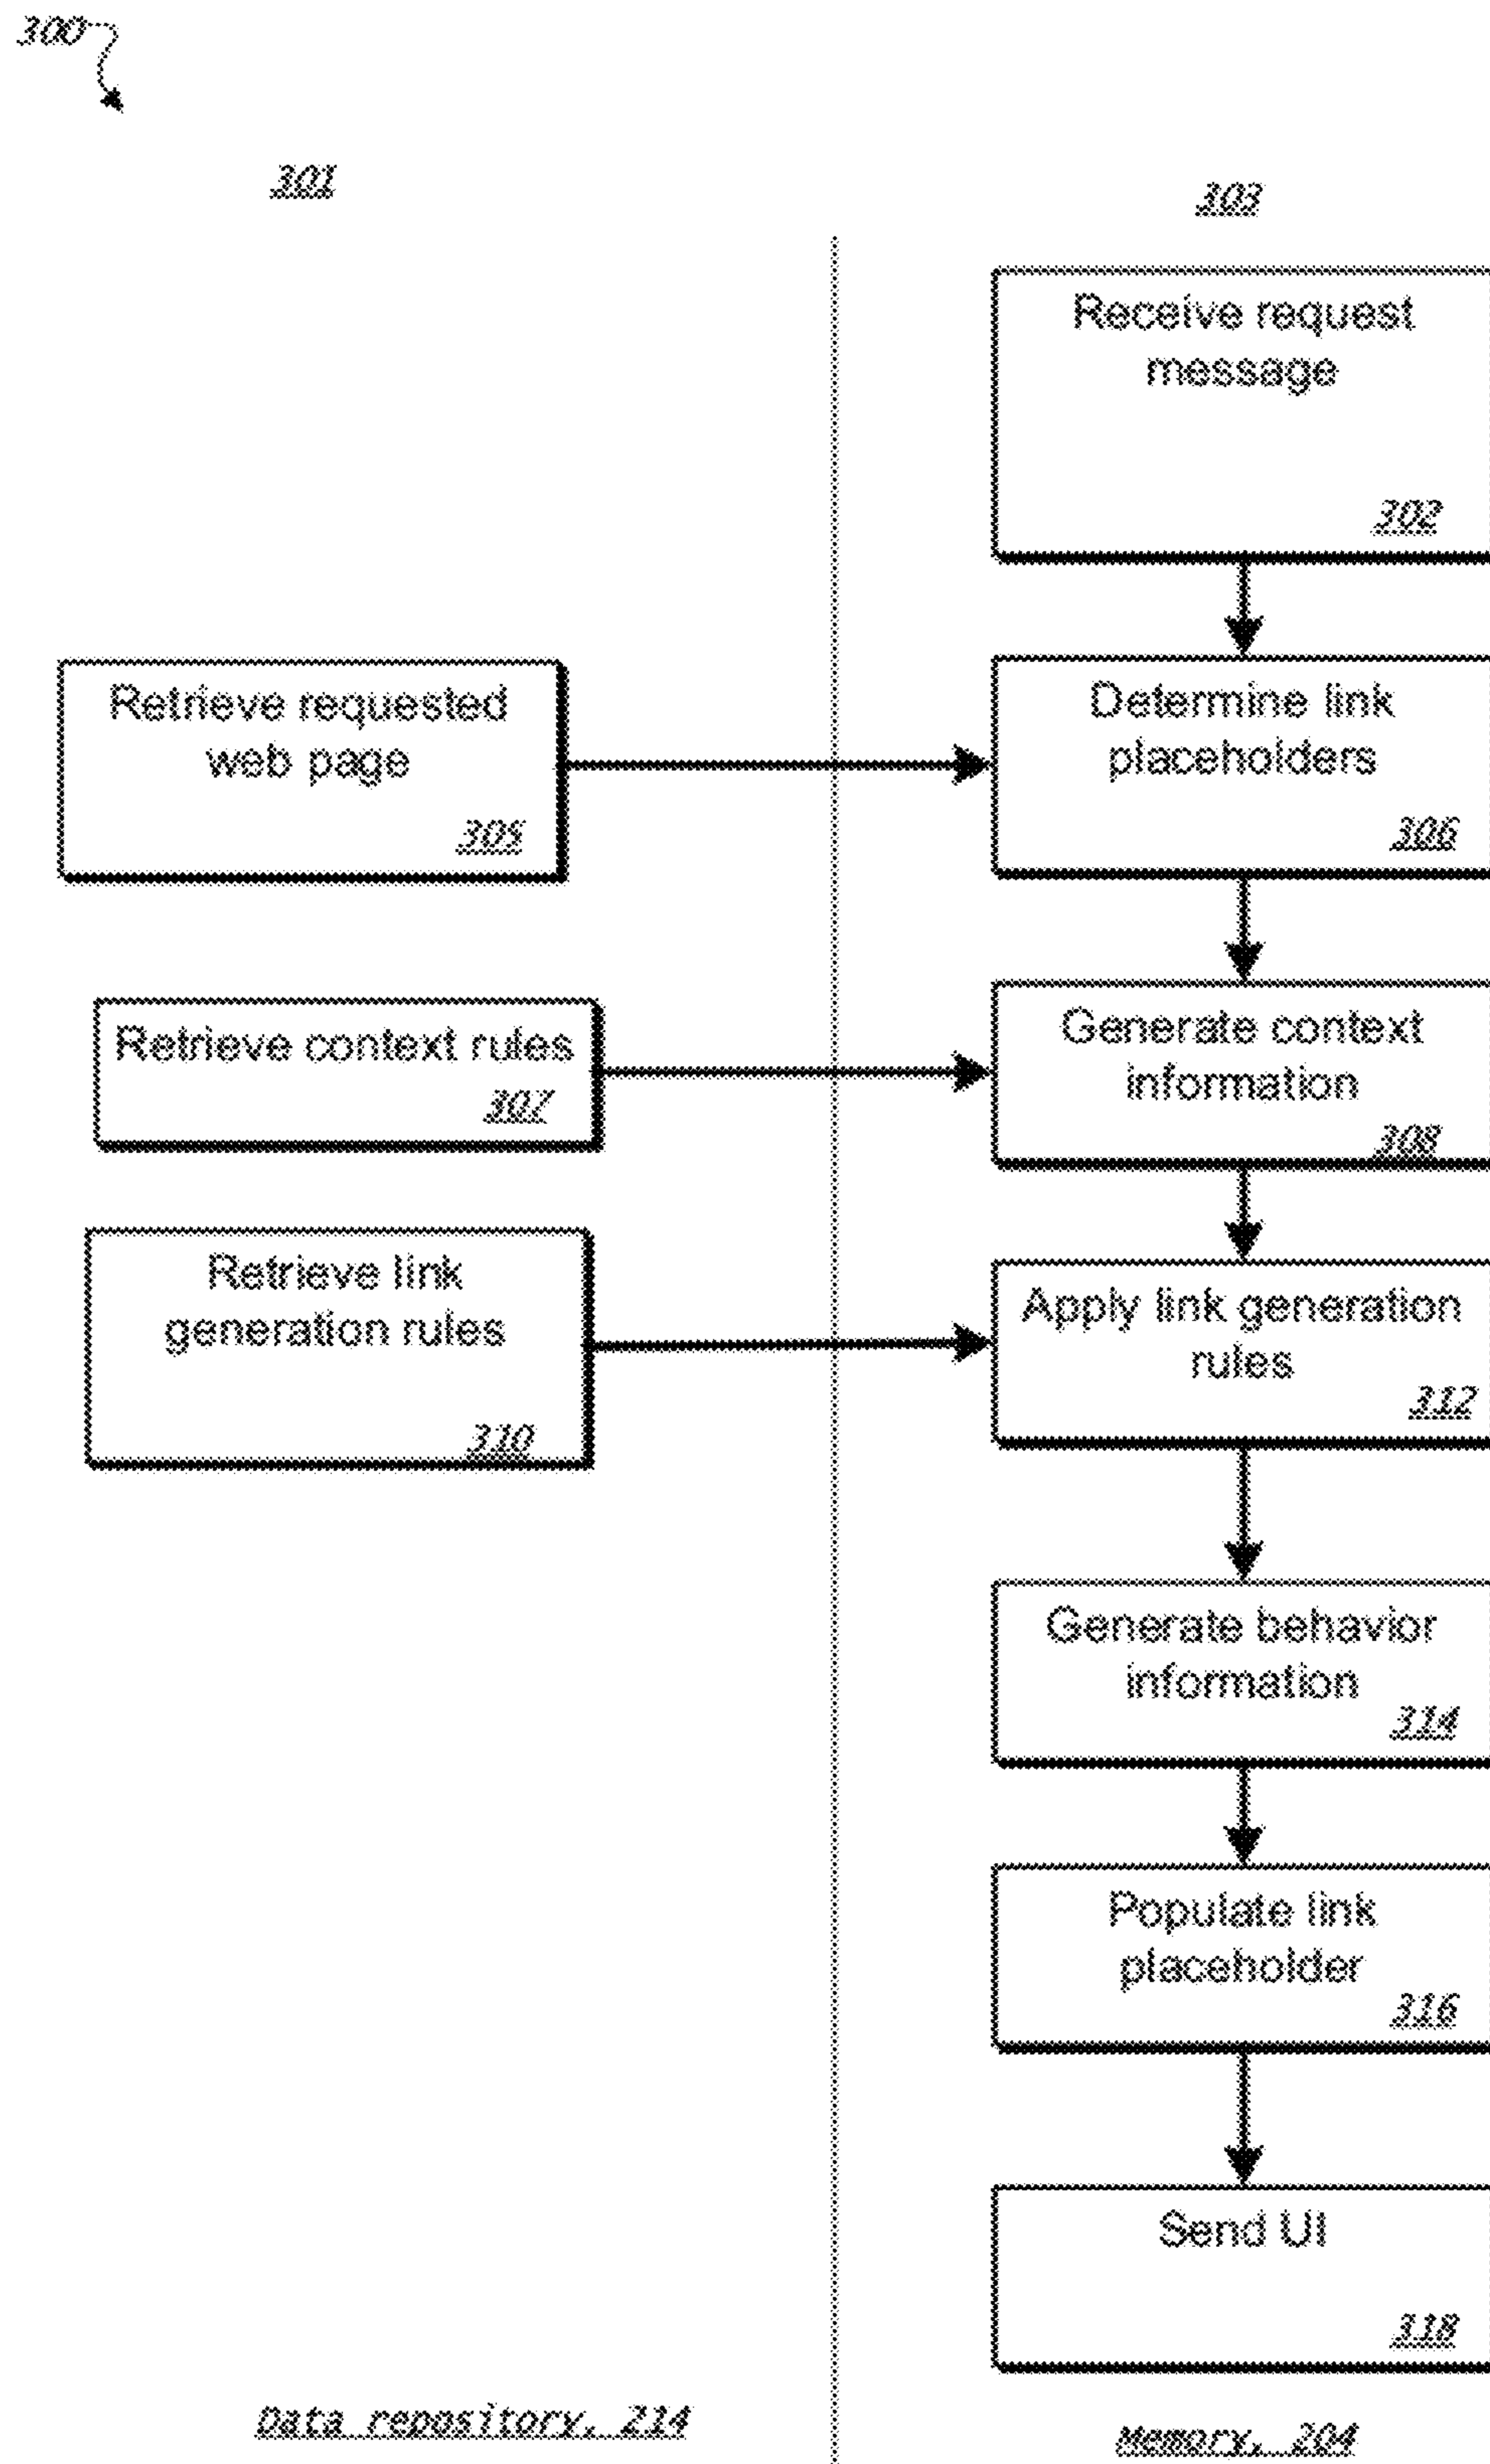 300
301
303
Receive request
message
302
Retrieve requested
web page
305
Determine link
placeholders
306
Retrieve context rules
307
Generate context
information
308
Retrieve link
generation rules
310
Apply link generation
rules
312
Generate behavior
information
314
Populate link
placeholder
316
Send UI
318
Data repository, 214
Memory, 204